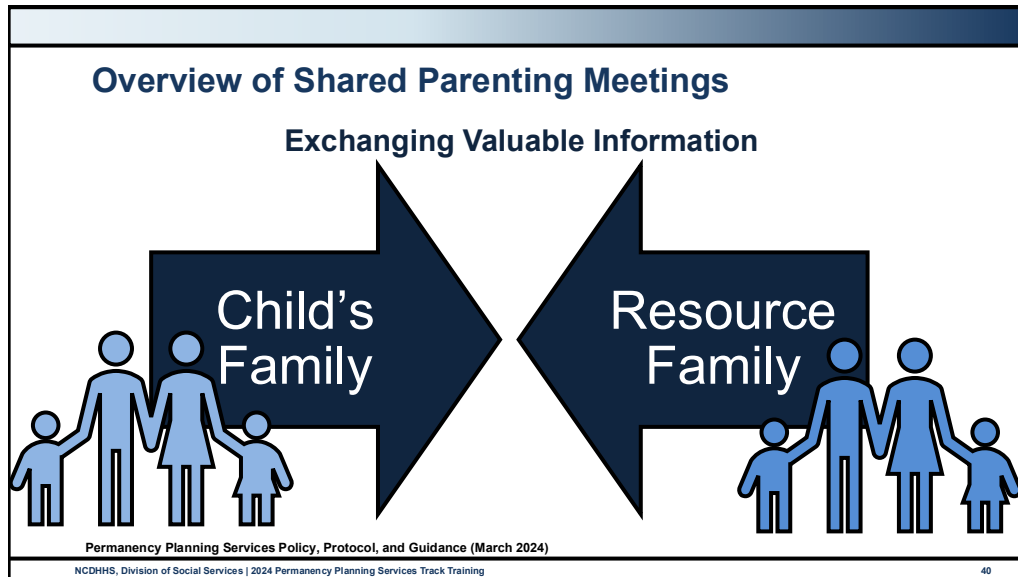 Overview of Shared Parenting Meetings
Exchanging Valuable Information
Child’s
Family
Resource
Family
Permanency Planning Services Policy, Protocol, and Guidance (March 2024)
NCDHHS, Division of Social Services | 2024 Permanency Planning Services Track Training
40